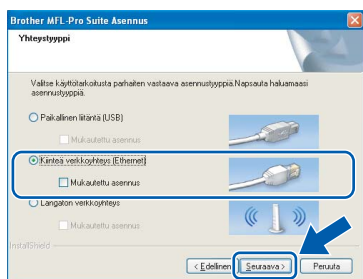 Brother MFL-Pro Suite Asennus
Yhteystyyppi
Valitse käyttötarkoitusta parhaiten vastaava asennustyyppi.Napsauta haluamaasi
asennustyyppiä.
Paikallinen liitäntä (USB)
Mukautettu asennus
Kiinteä verkkoyhteys (Ethernet)
Mukautettu asennus
Langaton verkkoyhteys
Mukautettu asennus
InstallShield
< Edellinen
Seuraava >
Peruuta